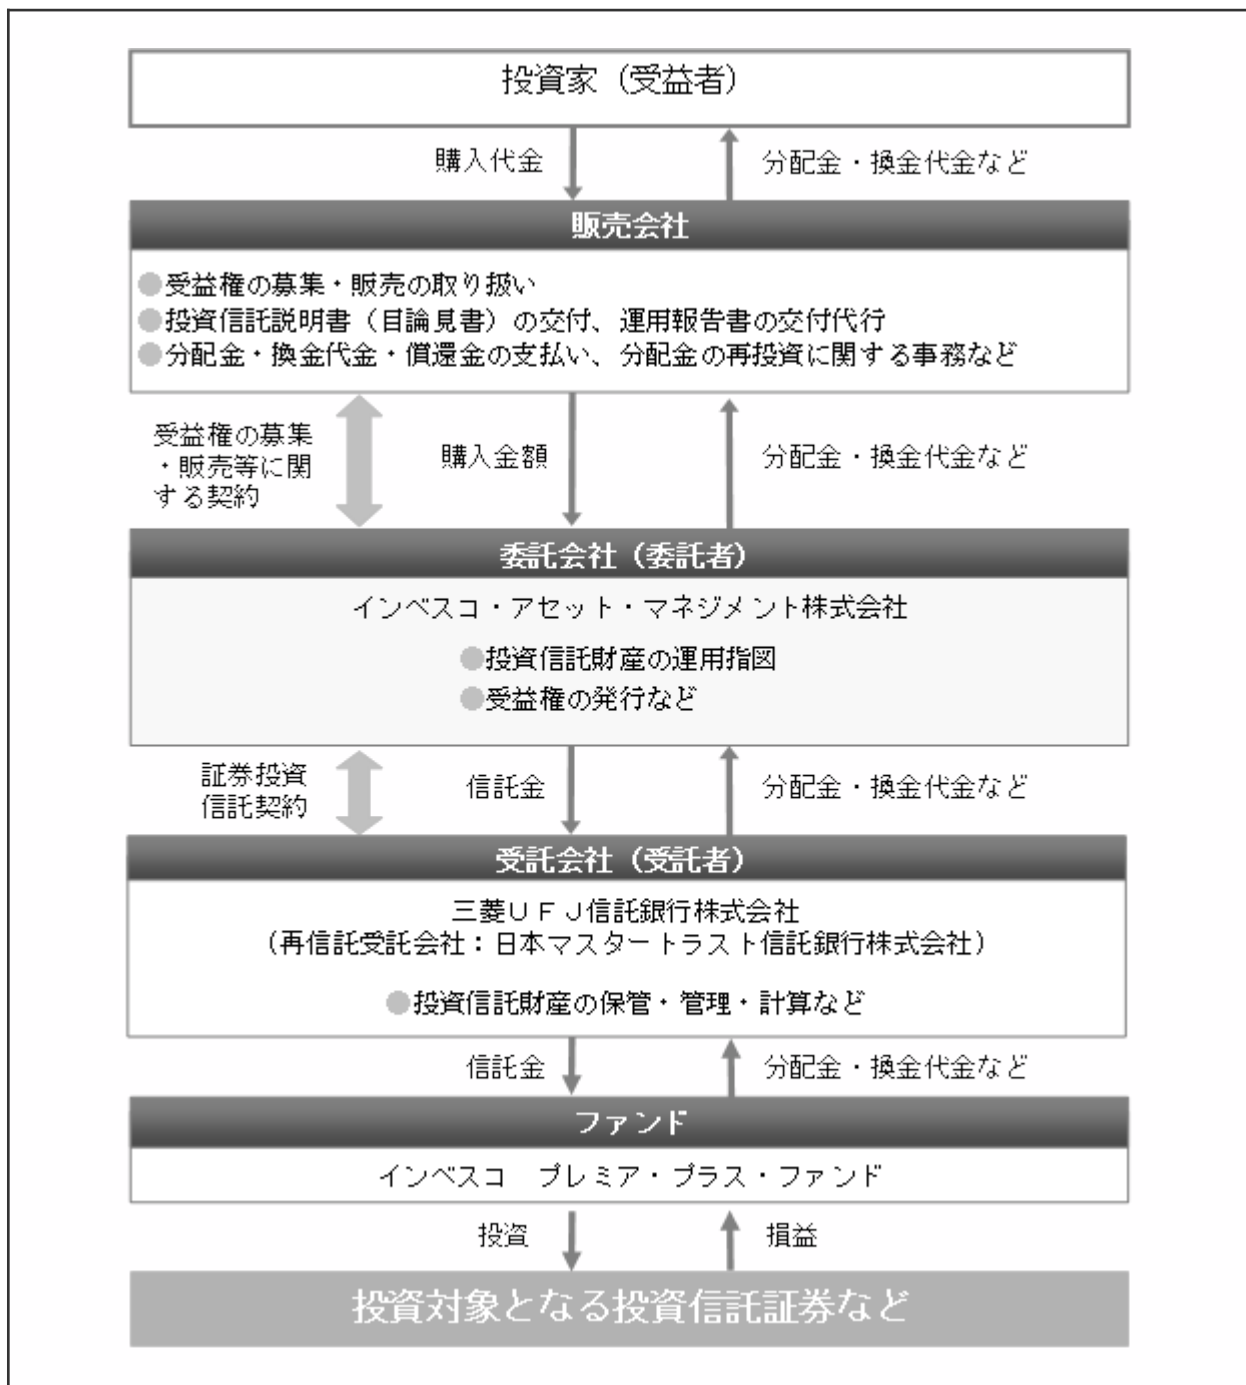 投資家（受益者）
購入代金
分配金・換金代金など
販売会社
●受益権の募集・販売の取り扱い
●投資信託説明書（目論見書）の交付、運用報告書の交付代行
●分配金・換金代金・償還金の支払い、分配金の再投資に関する事務など
受益権の募集
・販売等に関
する契約
購入金額
分配金・換金代金など
委託会社（委託者）
インベスコ・アセット・マネジメント株式会社
●投資信託財産の運用指図
●受益権の発行など
証券投資
信託契約
信託金
分配金・換金代金など
受託会社（受託者）
三菱ＵＦＪ信託銀行株式会社
（再信託受託会社：日本マスタートラスト信託銀行株式会社）
●投資信託財産の保管・管理・計算など
信託金
分配金・換金代金など
ファンド
インベスコ　プレミア・プラス・ファンド
投資
損益
投資対象となる投資信託証券など